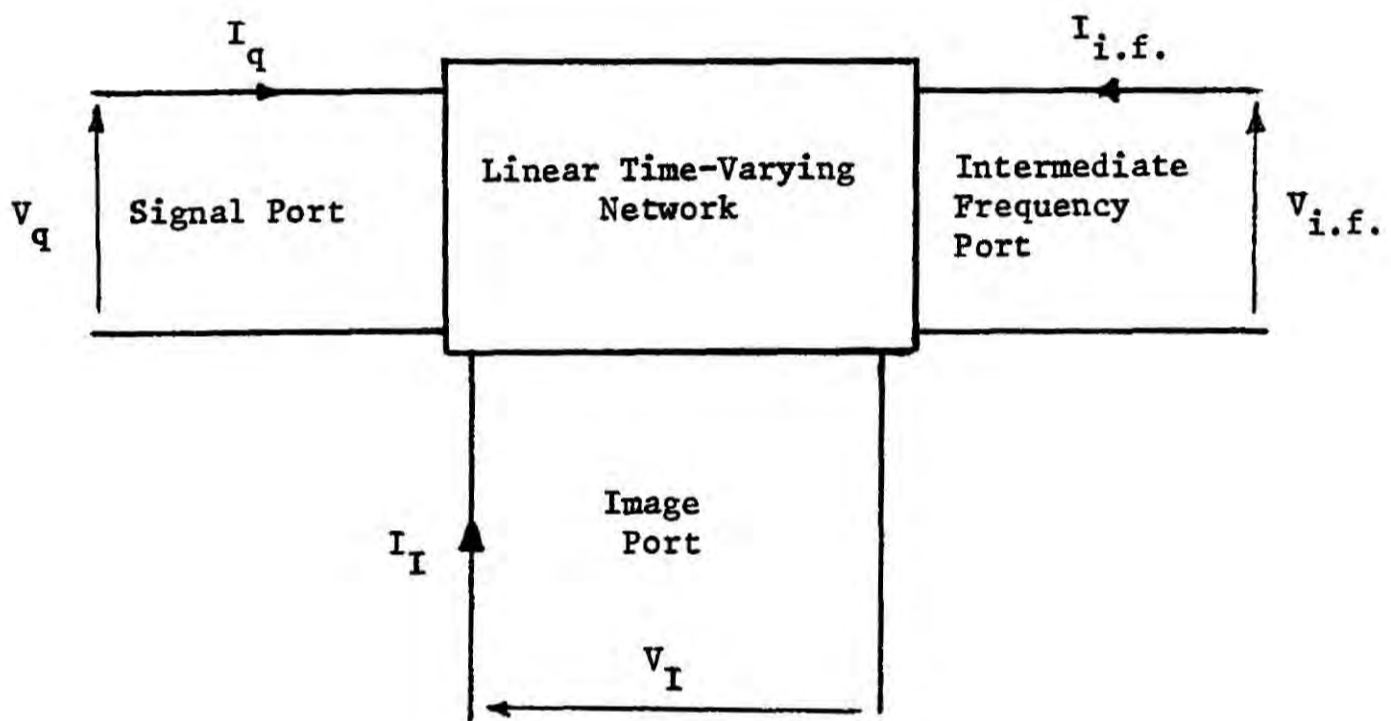 I_q
I_i.f.
V_q
Signal Port
Linear Time-Varying
Network
Intermediate
Frequency
Port
V_i.f.
Image
Port
I_I
V_I